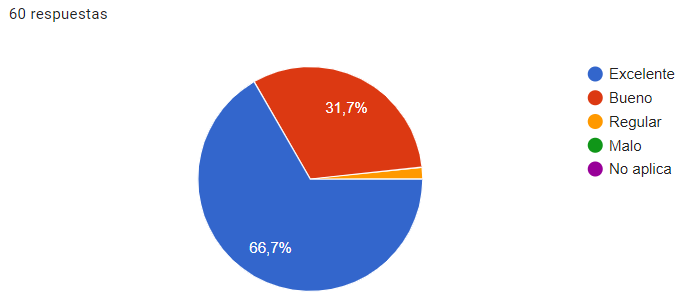 60 respuestas
31,7%
66,7%
Excelente
Bueno
Regular
Malo
No aplica